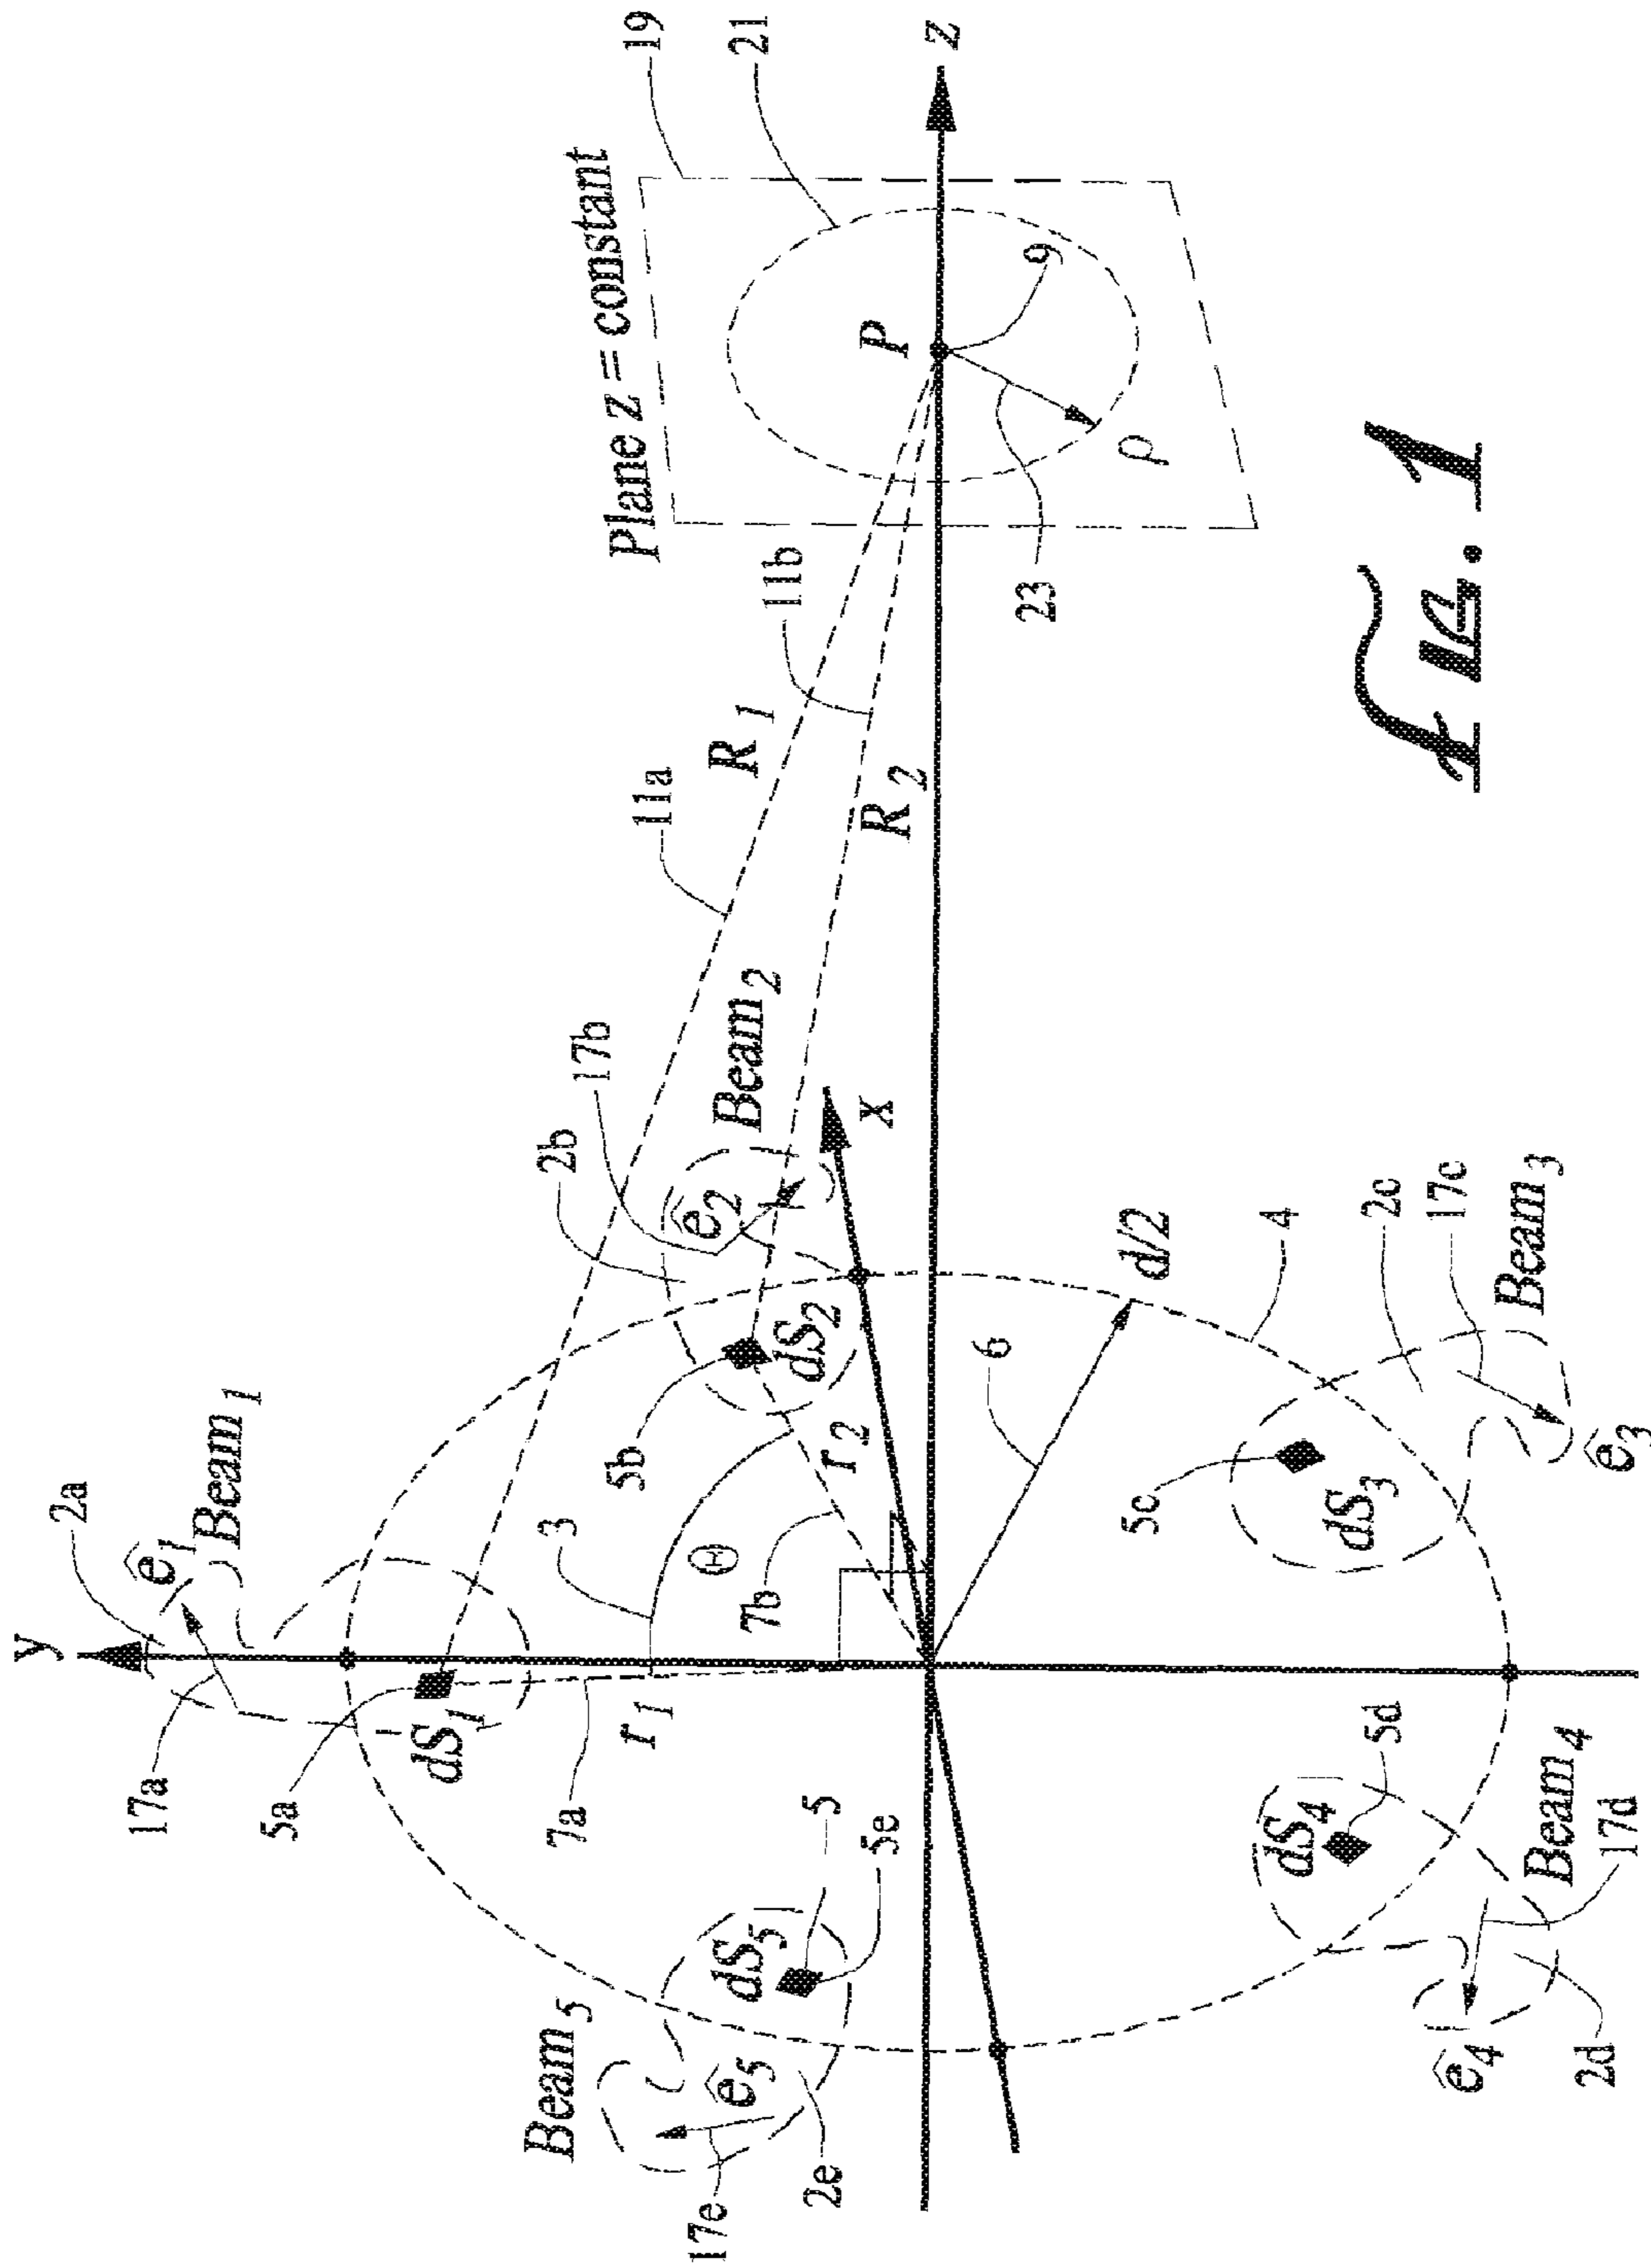 y
17a
ê1
2a
Beam1
5a
dS1
7a
r1
3
Θ
7b
r2
5b
dS2
2b
17b
ê2
Beam2
x
11a
R1
11b
R2
Plane z = constant
19
21
P
9
ρ
23
z
Beam5
17e
ê5
2e
dS5
5
5e
6
d/2
4
5c
dS3
2c
17c
Beam3
ê3
dS4
5d
Beam4
17d
ê4
2d
Fig. 1